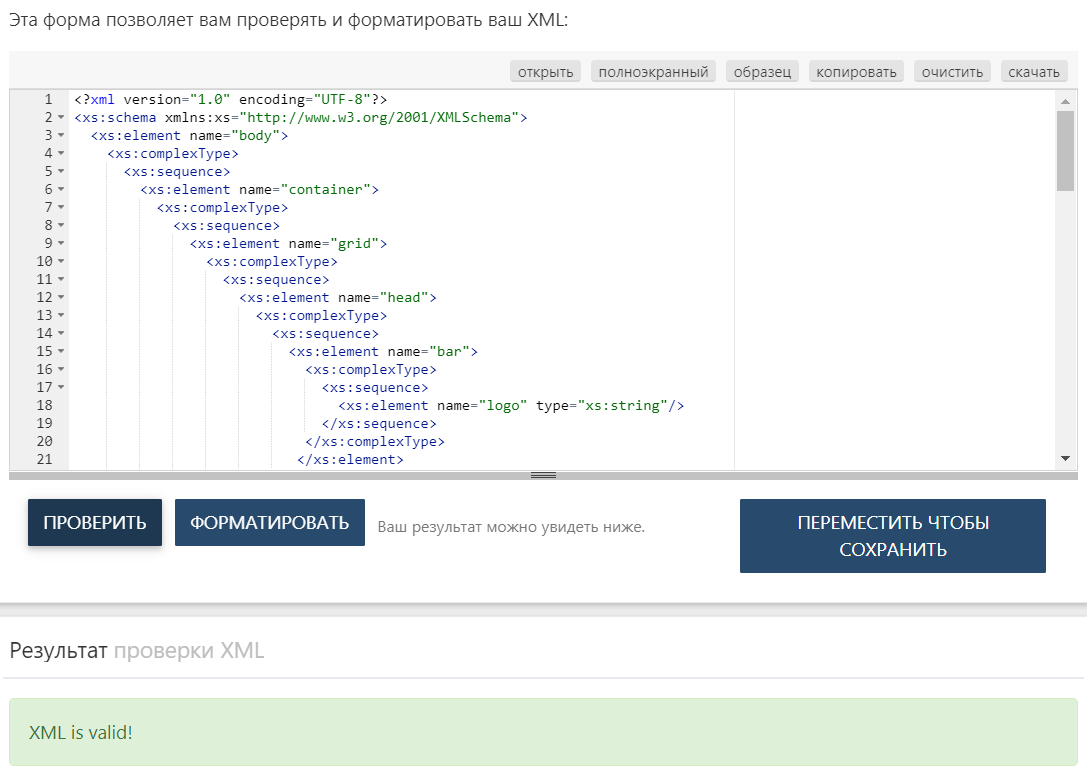 Эта форма позволяет вам проверять и форматировать ваш XML:
открыть полноэкранный образец копировать очистить скачать
1 <?xml version="1.0" encoding="UTF-8"?>
2 <xs:schema xmlns:xs="http://www.w3.org/2001/XMLSchema">
3 <xs:element name="body">
4 <xs:complexType>
5 <xs:sequence>
6 <xs:element name="container">
7 <xs:complexType>
8 <xs:sequence>
9 <xs:element name="grid">
10 <xs:complexType>
11 <xs:sequence>
12 <xs:element name="head">
13 <xs:complexType>
14 <xs:sequence>
15 <xs:element name="bar">
16 <xs:complexType>
17 <xs:sequence>
18 <xs:element name="logo" type="xs:string"/>
19 </xs:sequence>
20 </xs:complexType>
21 </xs:element>
ПРОВЕРИТЬ ФОРМАТИРОВАТЬ Ваш результат можно увидеть ниже.
ПЕРЕМЕСТИТЬ ЧТОБЫ
СОХРАНИТЬ
Результат проверки XML
XML is valid!